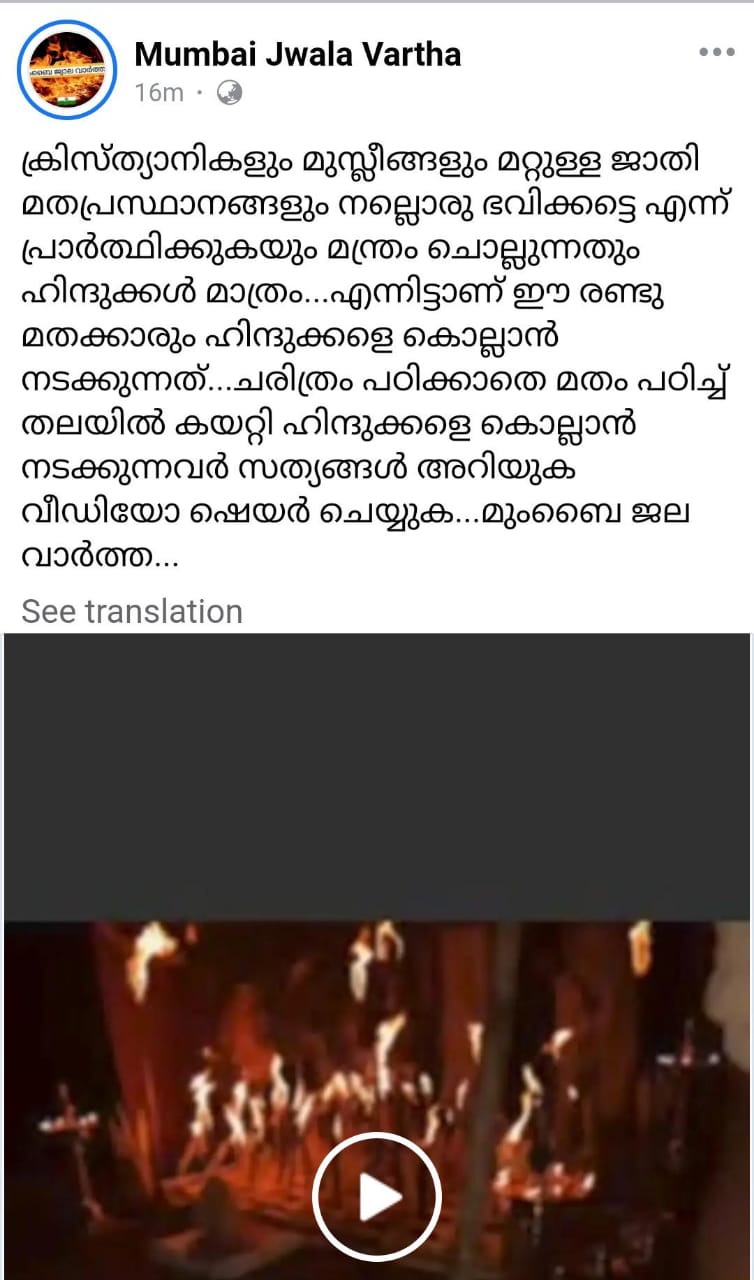 Mumbai Jwala Vartha
16m ·
ക്രിസ്ത്യാനികളും മുസ്ലീങ്ങളും മറ്റുള്ള ജാതി
മതപ്രസ്ഥാനങ്ങളും നല്ലൊരു ഭവിക്കട്ടെ എന്ന്
പ്രാർത്ഥിക്കുകയും മന്ത്രം ചൊല്ലുന്നതും
ഹിന്ദുക്കൾ മാത്രം...എന്നിട്ടാണ് ഈ രണ്ടു
മതക്കാരും ഹിന്ദുക്കളെ കൊല്ലാൻ
നടക്കുന്നത്...ചരിത്രം പഠിക്കാതെ മതം പഠിച്ച്
തലയിൽ കയറ്റി ഹിന്ദുക്കളെ കൊല്ലാൻ
നടക്കുന്നവർ സത്യങ്ങൾ അറിയുക
വീഡിയോ ഷെയർ ചെയ്യുക...മുംബൈ ജല
വാർത്ത...
See translation